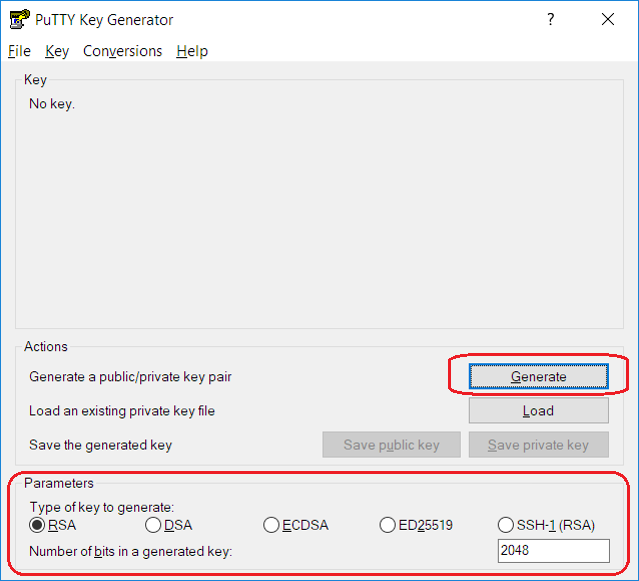 PuTTY Key Generator ?
File Key Conversions Help
Key
No key.
Actions
Generate a public/private key pair Generate
Load an existing private key file Load
Save the generated key Save public key Save private key
Parameters
Type of key to generate:
RSA DSA ECDSA ED25519 SSH-1 (RSA)
Number of bits in a generated key: 2048